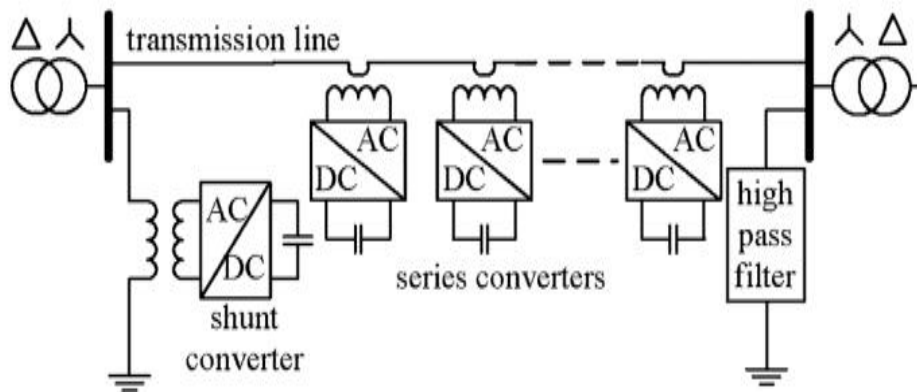 transmission line
AC
DC
AC
DC
AC
DC
AC
DC
series converters
shunt
converter
high
pass
filter